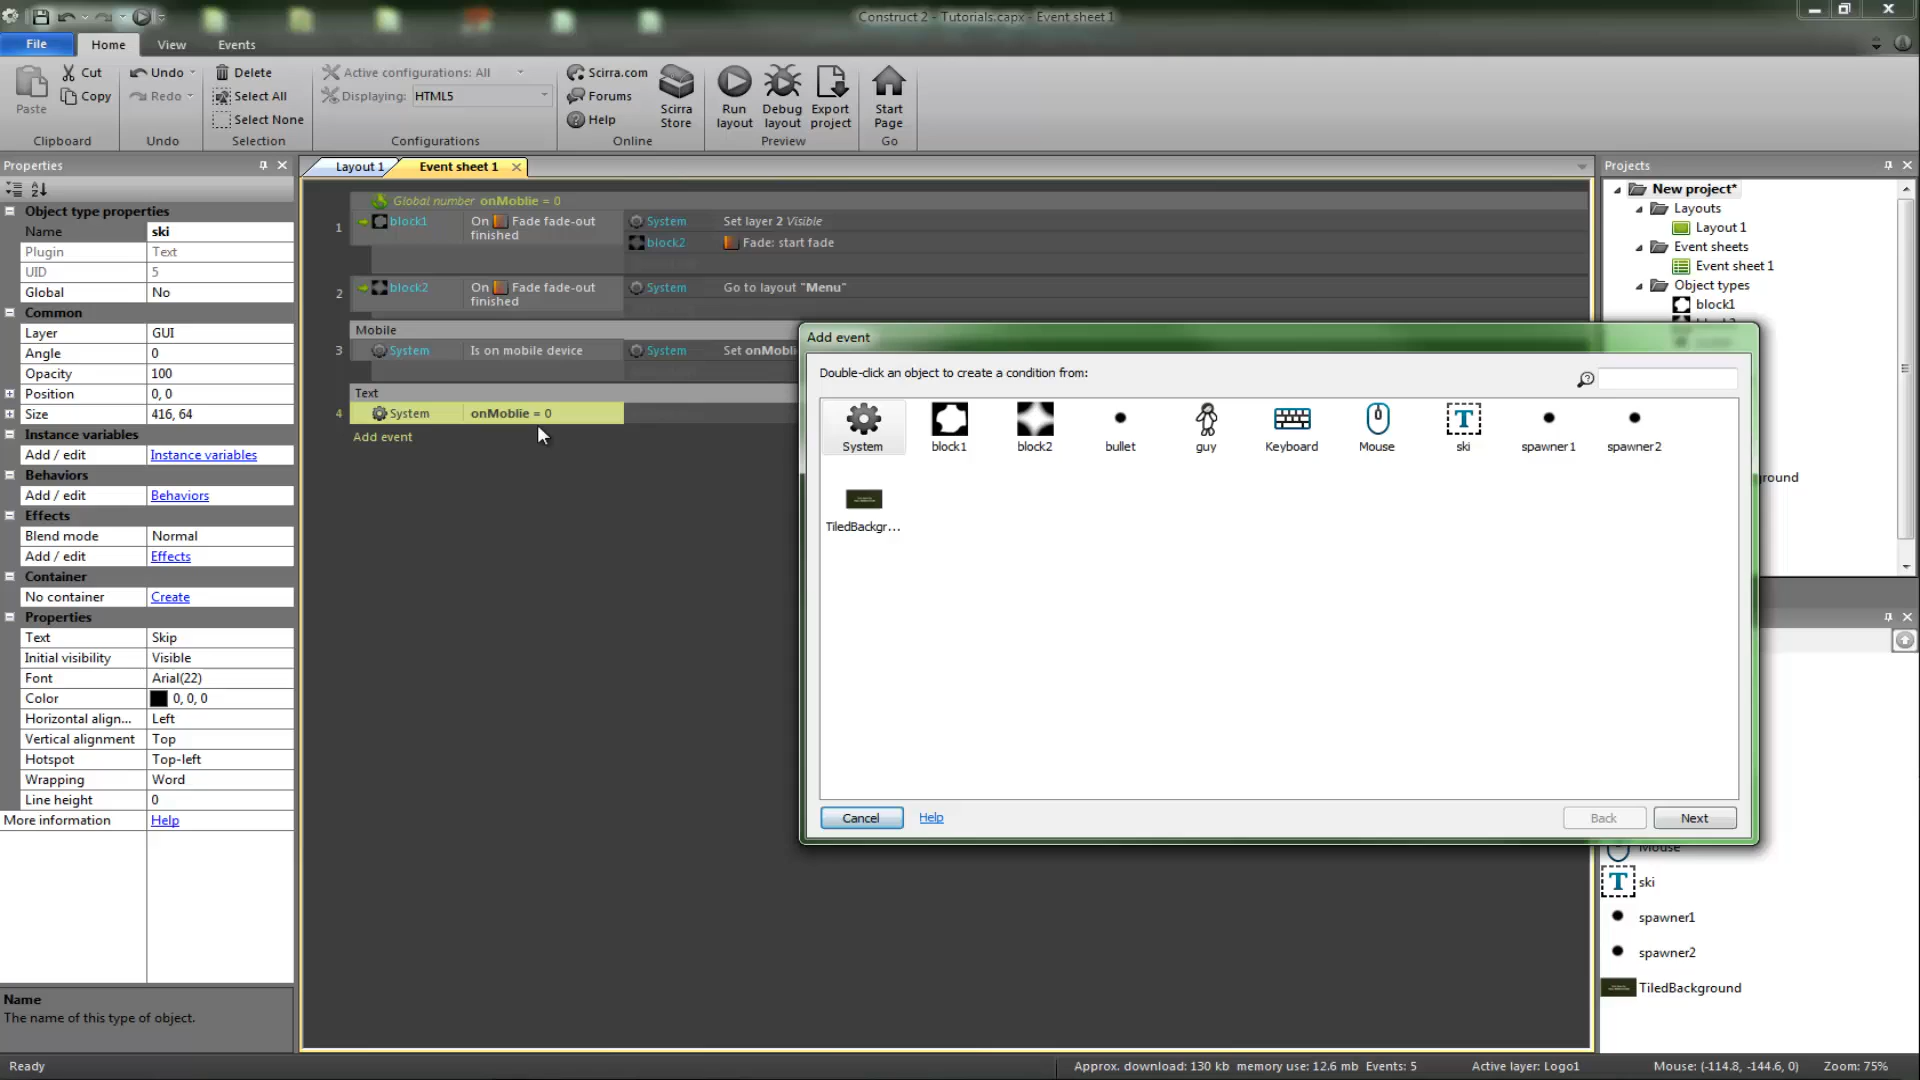 Construct 2 - Tutorials.capx - Event sheet 1
File
Home
View
Events
Paste
Cut
Copy
Clipboard
Undo
Redo
Undo
Delete
Select All
Select None
Selection
Active configurations: All
Displaying:
HTML5
Configurations
Scirra.com
Forums
Help
Scirra
Store
Online
Run
layout
Debug
layout
Export
project
Preview
Start
Page
Go
Properties
Object type properties
Name ski
Plugin Text
UID 5
Global No
Common
Layer GUI
Angle 0
Opacity 100
Position 0, 0
Size 416, 64
Instance variables
Add / edit Instance variables
Behaviors
Add / edit Behaviors
Effects
Blend mode Normal
Add / edit Effects
Container
No container Create
Properties
Text Skip
Initial visibility Visible
Font Arial(22)
Color 0, 0, 0
Horizontal align... Left
Vertical alignment Top
Hotspot Top-left
Wrapping Word
Line height 0
More information Help
Name
The name of this type of object.
Ready
Layout 1
Event sheet 1
Global number onMoblie = 0
1 block1 On Fade fade-out finished System Set layer 2 Visible
block2 Fade: start fade
2 block2 On Fade fade-out finished System Go to layout "Menu"
Mobile
3 System Is on mobile device System Set onMobli
Text
4 System onMoblie = 0
Add event
Add event
Double-click an object to create a condition from:
System
block1
block2
bullet
guy
Keyboard
Mouse
ski
spawner1
spawner2
TiledBackgr...
Cancel
Help
Back
Next
Projects
New project*
Layouts
Layout 1
Event sheets
Event sheet 1
Object types
block1
round
Mouse
ski
spawner1
spawner2
TiledBackground
Approx. download: 130 kb memory use: 12.6 mb Events: 5
Active layer: Logo1
Mouse: (-114.8, -144.6, 0)
Zoom: 75%